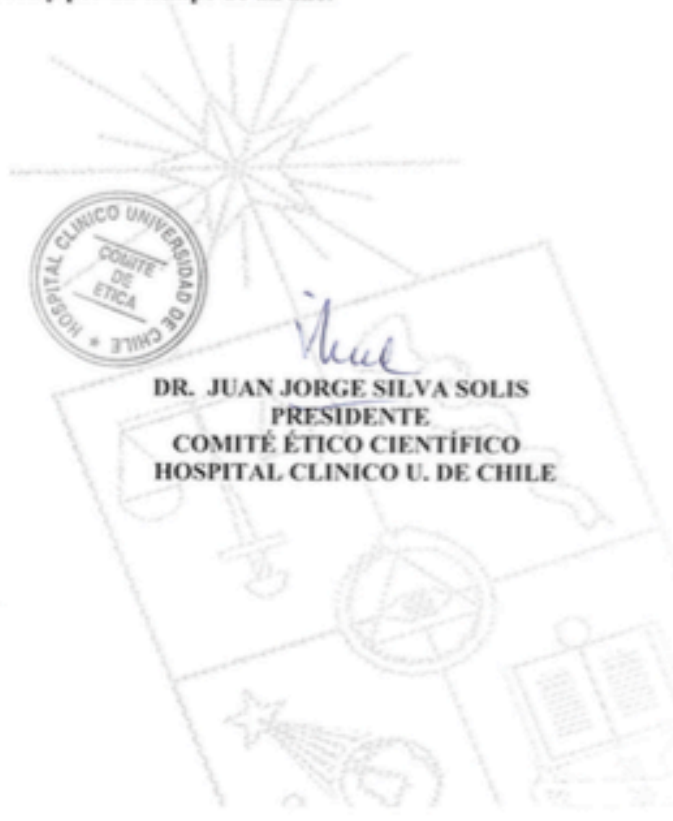 HOSPITAL CLINICO UNIVERSIDAD DE CHILE *
COMITE
DE
ETICA
DR. JUAN JORGE SILVA SOLIS
PRESIDENTE
COMITÉ ÉTICO CIENTÍFICO
HOSPITAL CLINICO U. DE CHILE